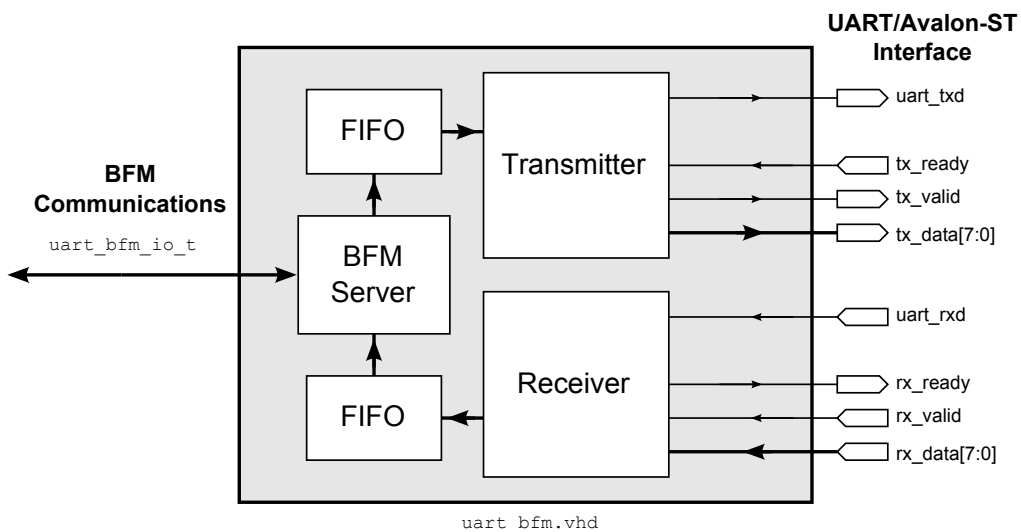 UART/Avalon-ST
Interface
FIFO
Transmitter
uart_txd
tx_ready
tx_valid
tx_data[7:0]
BFM
Communications
uart_bfm_io_t
BFM
Server
FIFO
Receiver
uart_rxd
rx_ready
rx_valid
rx_data[7:0]
uart_bfm.vhd